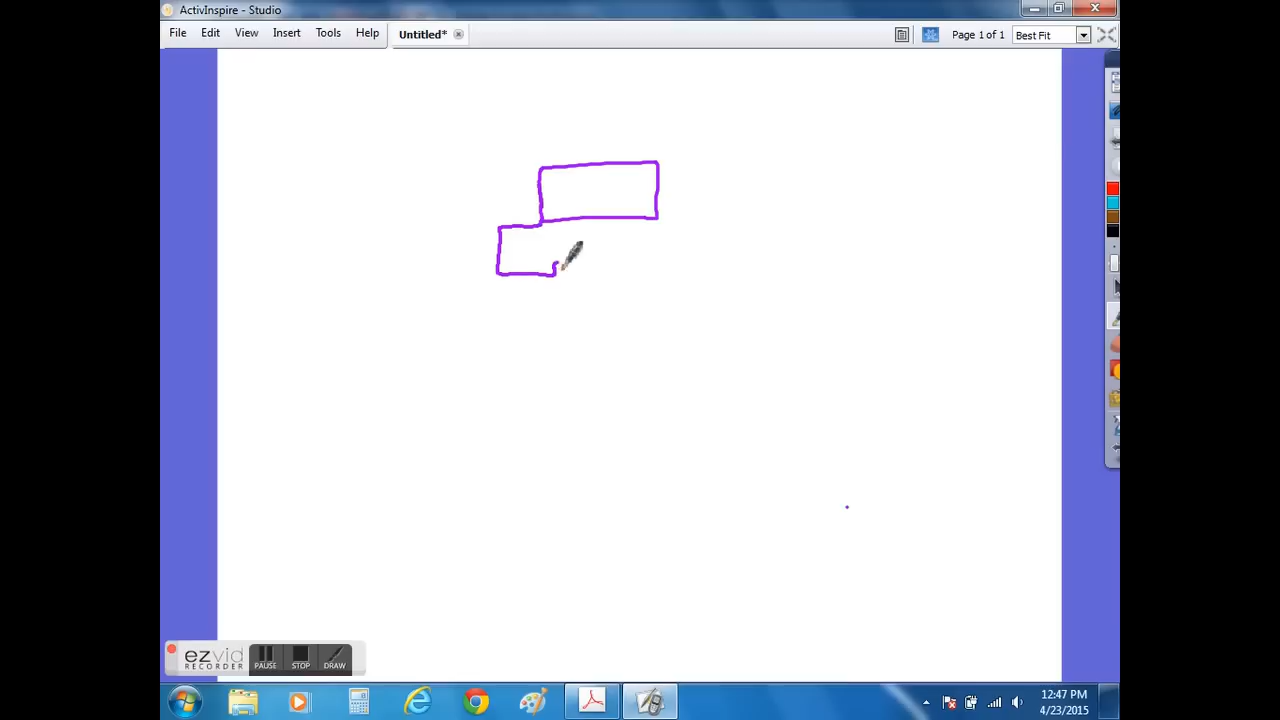 ActivInspire - Studio
File Edit View Insert Tools Help Untitled* Page 1 of 1 Best Fit
ezvid
RECORDER
PAUSE STOP DRAW
12:47 PM
4/23/2015